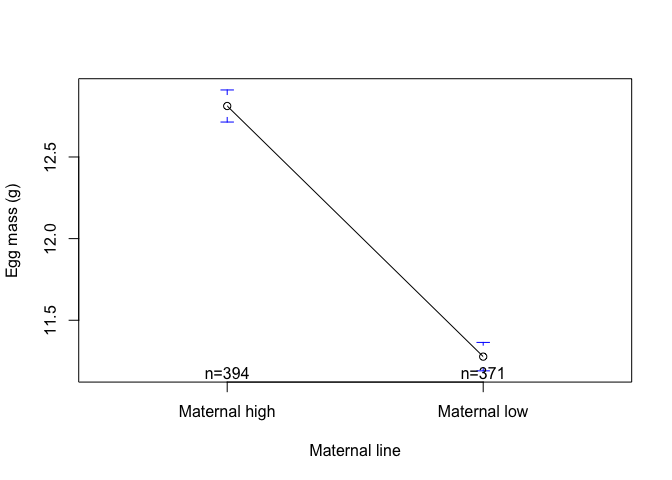 Egg mass (g)
12.5
12.0
11.5
n=394
n=371
Maternal high
Maternal low
Maternal line